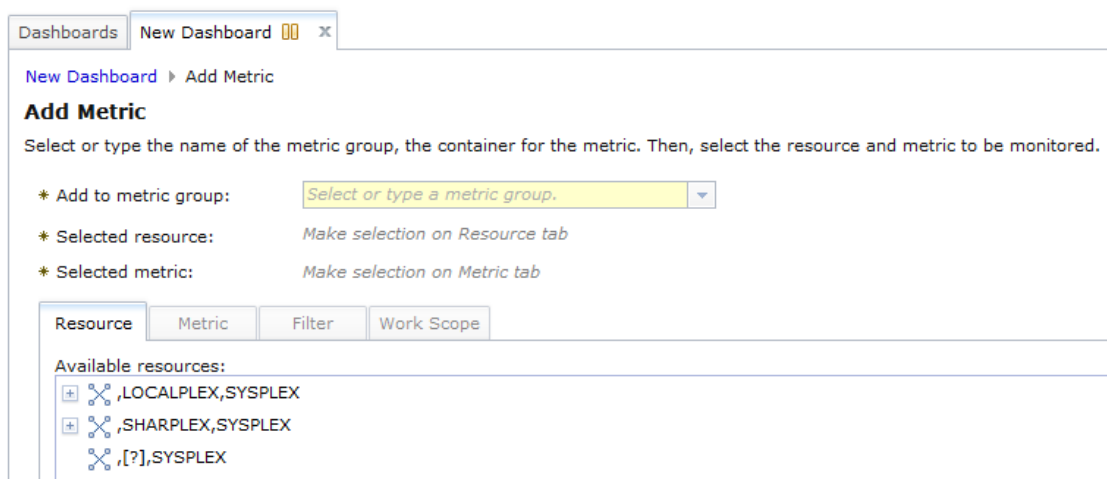 Dashboards New Dashboard x
New Dashboard Add Metric
Add Metric
Select or type the name of the metric group, the container for the metric. Then, select the resource and metric to be monitored.
* Add to metric group: Select or type a metric group.
* Selected resource: Make selection on Resource tab
* Selected metric: Make selection on Metric tab
Resource Metric Filter Work Scope
Available resources:
,LOCALPLEX,SYSPLEX
,SHARPLEX,SYSPLEX
,[?],SYSPLEX